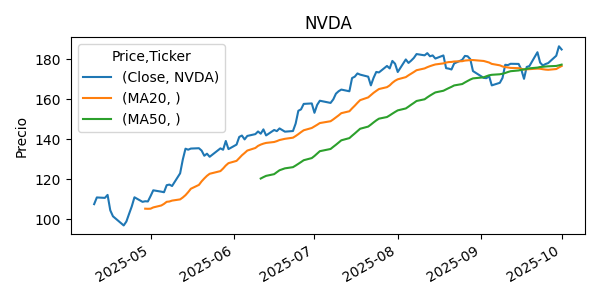 NVDA
Price,Ticker
(Close, NVDA)
(MA20, )
(MA50, )
Precio
180
160
140
120
100
2025-05
2025-06
2025-07
2025-08
2025-09
2025-10